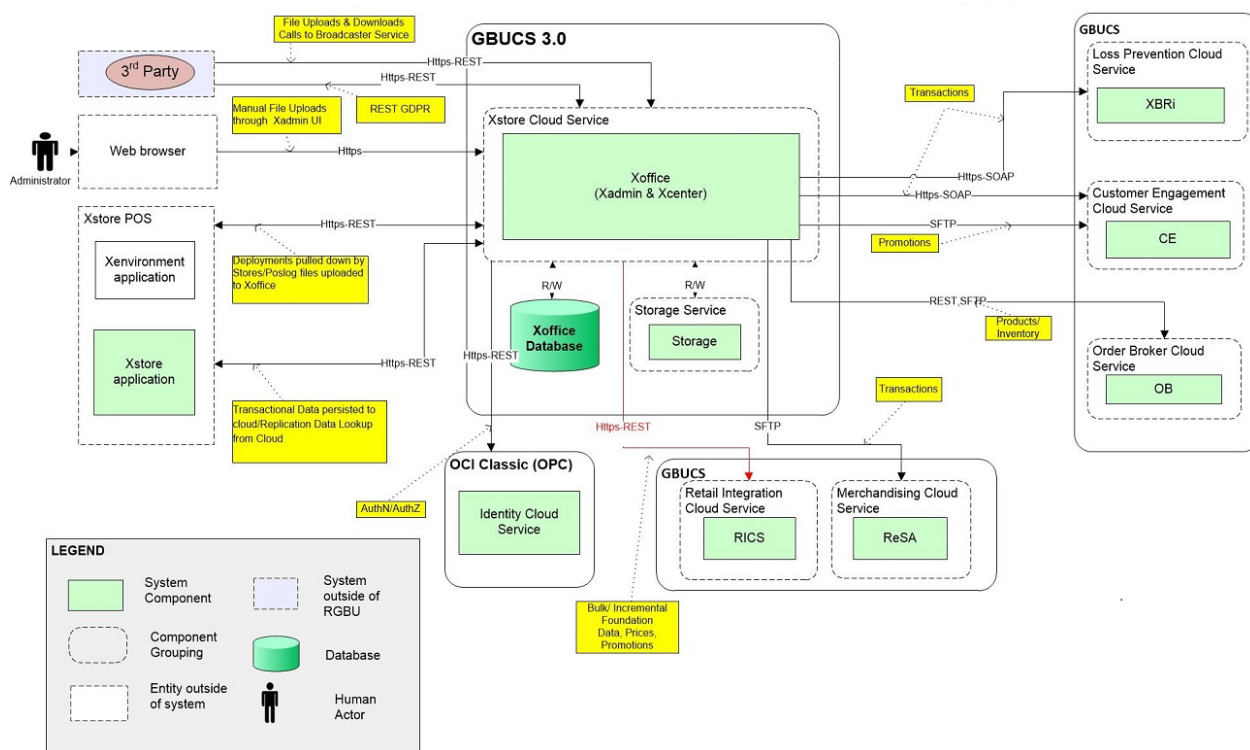 File Uploads & Downloads
Calls to Broadcaster Service
GBUCS 3.0
GBUCS
Loss Prevention Cloud
Service
XBRi
3rd Party
Https-REST
Https-REST
Manual File Uploads
through Xadmin UI
REST GDPR
Transactions
Xstore Cloud Service
Web browser
Https
Administrator
Xoffice
(Xadmin & Xcenter)
Https-SOAP
Https-SOAP
Customer Engagement
Cloud Service
CE
Xstore POS
Https-REST
SFTP
Promotions
Xenvironment
application
Deployments pulled down by
Stores/Poslog files uploaded
to Xoffice
R/W
R/W
REST,SFTP
Products/
Inventory
Xoffice
Database
Storage Service
Storage
Order Broker Cloud
Service
OB
Xstore
application
Https-REST
Https-REST
Transactional Data persisted to
cloud/Replication Data Lookup
from Cloud
Transactions
Https-REST
SFTP
OCI Classic (OPC)
Identity Cloud
Service
AuthN/AuthZ
GBUCS
Retail Integration
Cloud Service
RICS
Merchandising Cloud
Service
ReSA
Bulk/ Incremental
Foundation
Data, Prices,
Promotions
LEGEND
System
Component
System
outside of
RGBU
Component
Grouping
Database
Entity outside
of system
Human
Actor